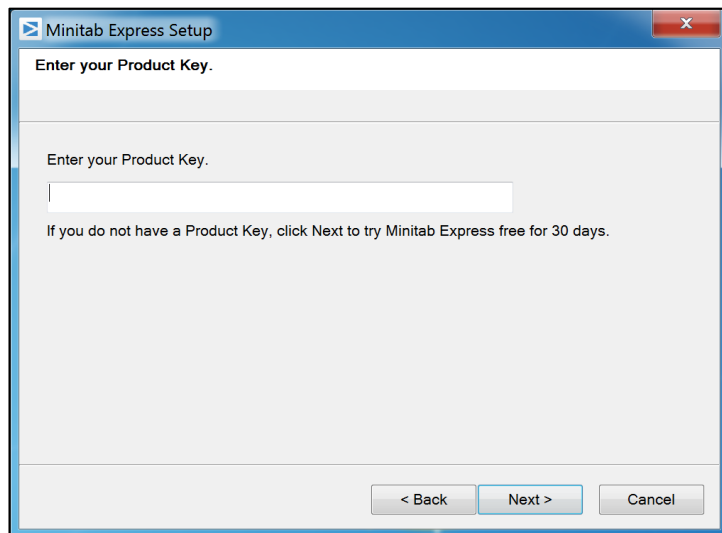 Minitab Express Setup
Enter your Product Key.
Enter your Product Key.
If you do not have a Product Key, click Next to try Minitab Express free for 30 days.
< Back Next > Cancel